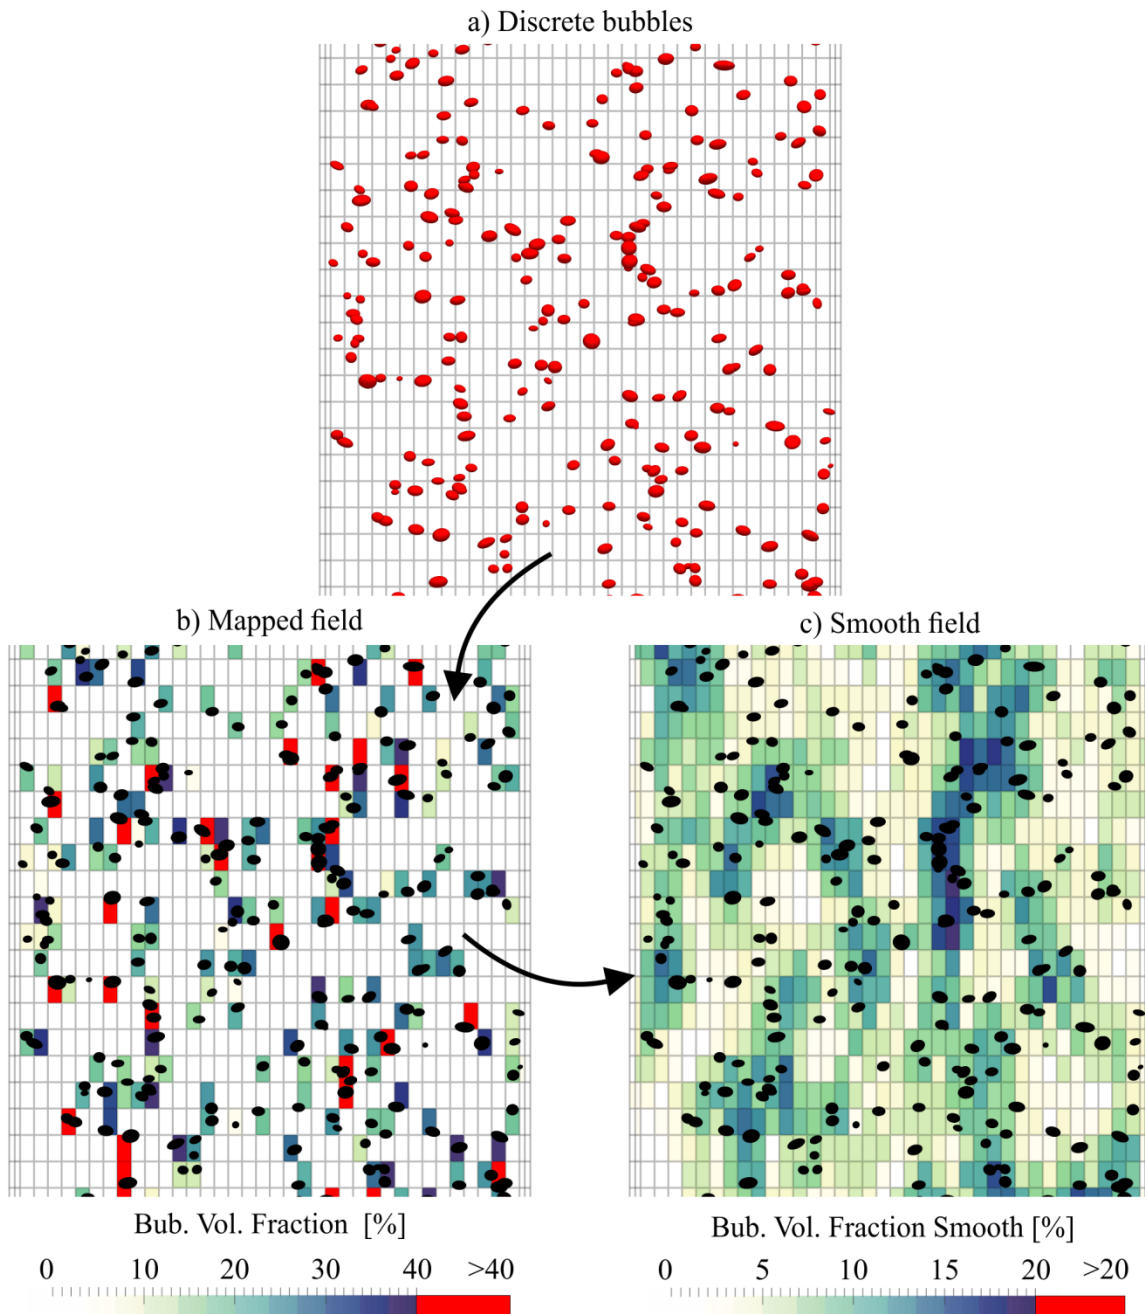 a) Discrete bubbles
b) Mapped field
c) Smooth field
Bub. Vol. Fraction [%]
0 10 20 30 40 >40
Bub. Vol. Fraction Smooth [%]
0 5 10 15 20 >20